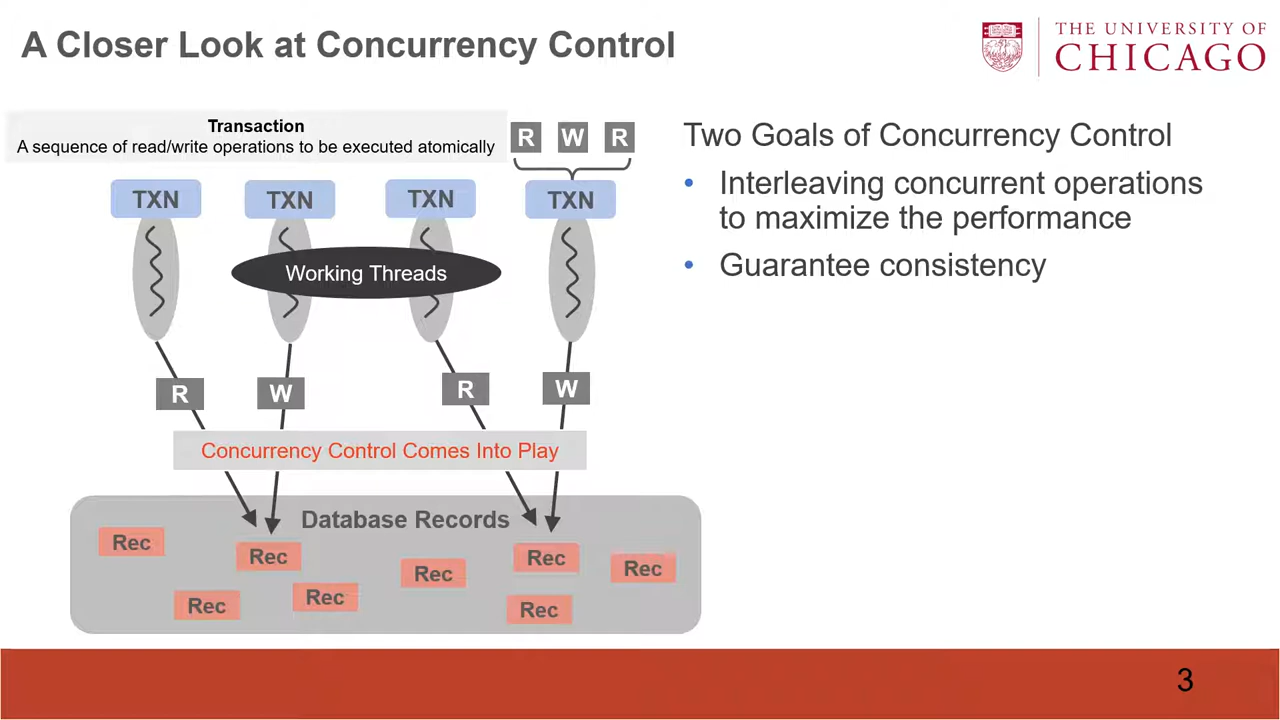 A Closer Look at Concurrency Control
THE UNIVERSITY OF
CHICAGO
Transaction
A sequence of read/write operations to be executed atomically
R W R
TXN TXN TXN TXN
Working Threads
R W R W
Concurrency Control Comes Into Play
Database Records
Rec Rec Rec Rec Rec
Rec Rec Rec
Rec
Two Goals of Concurrency Control
• Interleaving concurrent operations
to maximize the performance
• Guarantee consistency
3